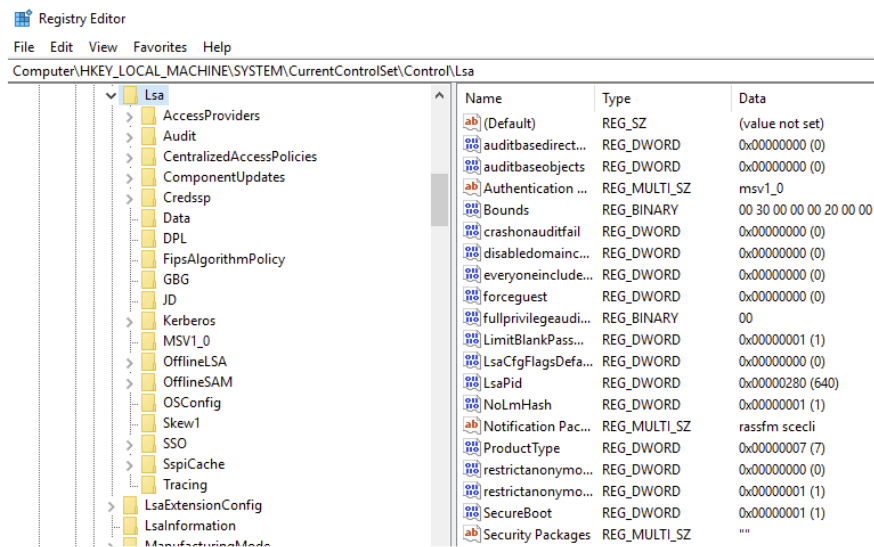 Registry Editor
File Edit View Favorites Help
Computer\HKEY_LOCAL_MACHINE\SYSTEM\CurrentControlSet\Control\Lsa
Lsa
AccessProviders
Audit
CentralizedAccessPolicies
ComponentUpdates
Credssp
Data
DPL
FipsAlgorithmPolicy
GBG
JD
Kerberos
MSV1_0
OfflineLSA
OfflineSAM
OSConfig
Skew1
SSO
SspiCache
Tracing
LsaExtensionConfig
LsaInformation
ManufacturingMode
Name Type Data
(Default) REG_SZ (value not set)
auditbasedirect... REG_DWORD 0x00000000 (0)
auditbaseobjects REG_DWORD 0x00000000 (0)
Authentication ... REG_MULTI_SZ msv1_0
Bounds REG_BINARY 00 30 00 00 00 20 00 00
crashonauditfail REG_DWORD 0x00000000 (0)
disabledomainc... REG_DWORD 0x00000000 (0)
everyoneinclude... REG_DWORD 0x00000000 (0)
forceguest REG_DWORD 0x00000000 (0)
fullprivilegeaudi... REG_BINARY 00
LimitBlankPass... REG_DWORD 0x00000001 (1)
LsaCfgFlagsDefa... REG_DWORD 0x00000000 (0)
LsaPid REG_DWORD 0x00000280 (640)
NoLmHash REG_DWORD 0x00000001 (1)
Notification Pac... REG_MULTI_SZ rassfm scecli
ProductType REG_DWORD 0x00000007 (7)
restrictanonymo... REG_DWORD 0x00000000 (0)
restrictanonymo... REG_DWORD 0x00000001 (1)
SecureBoot REG_DWORD 0x00000001 (1)
Security Packages REG_MULTI_SZ ""